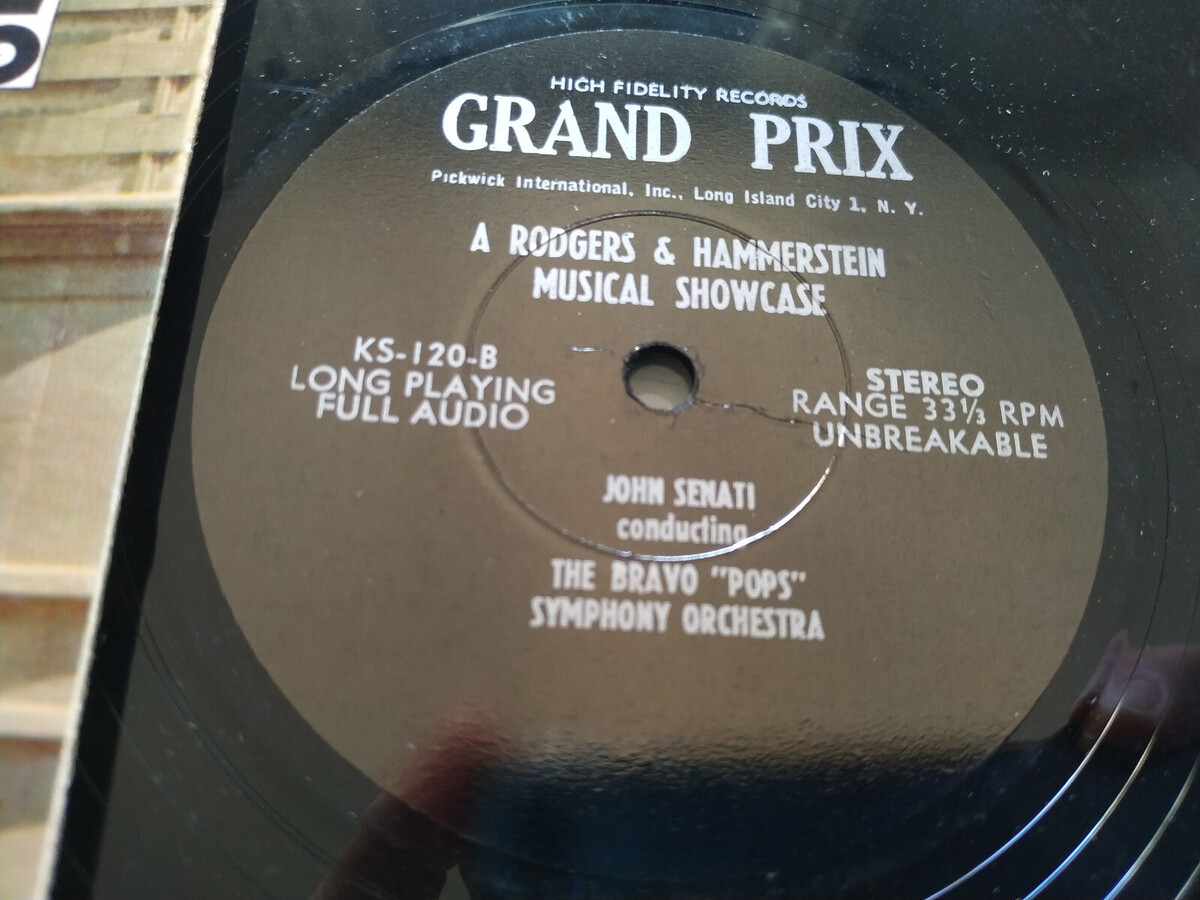 HIGH FIDELITY RECORDS
GRAND PRIX
Pickwick International, Inc., Long Island City 1, N. Y.
A RODGERS & HAMMERSTEIN
MUSICAL SHOWCASE
KS-120-B
LONG PLAYING
FULL AUDIO
STEREO
RANGE 33⅓ RPM
UNBREAKABLE
JOHN SENATI
conducting
THE BRAVO "POPS"
SYMPHONY ORCHESTRA